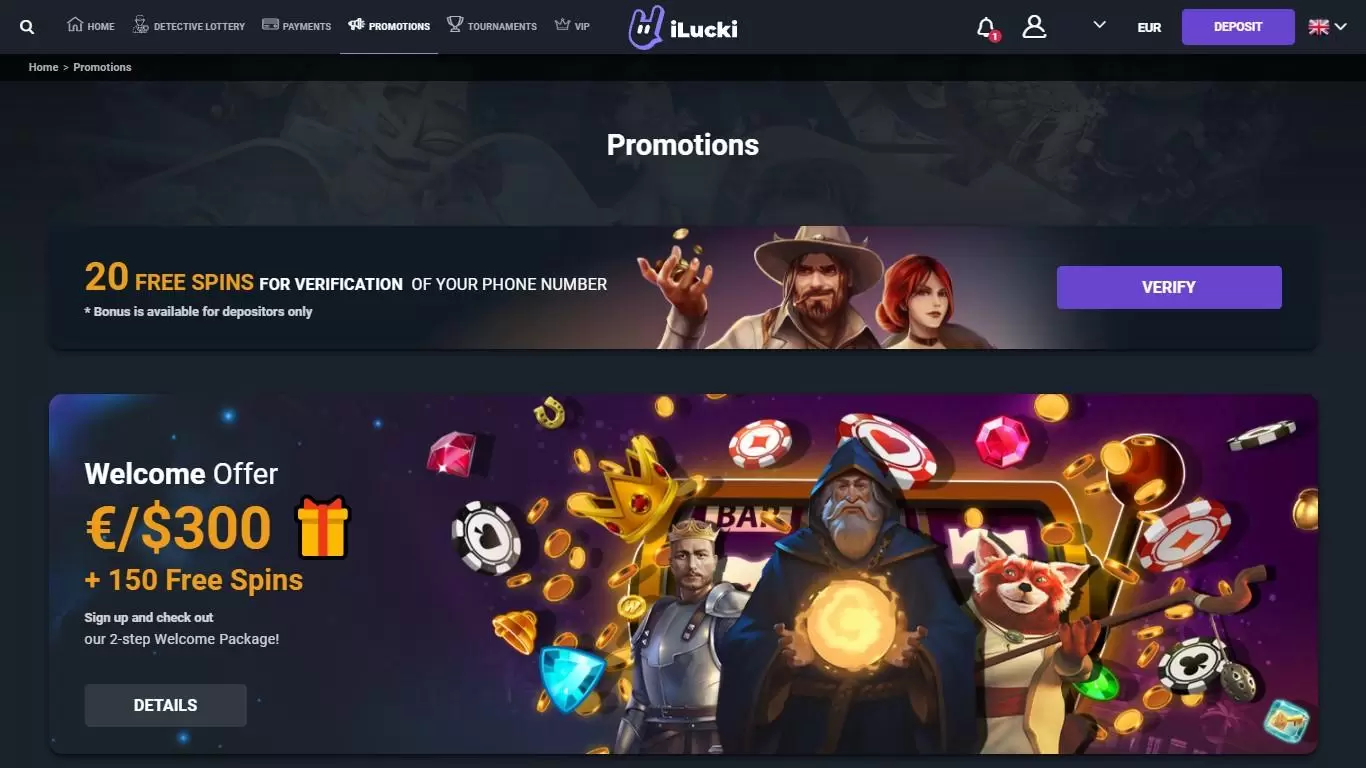 HOME
DETECTIVE LOTTERY
PAYMENTS
PROMOTIONS
TOURNAMENTS
VIP
iLucki
1
EUR
DEPOSIT
Home > Promotions
Promotions
20 FREE SPINS FOR VERIFICATION OF YOUR PHONE NUMBER
* Bonus is available for depositors only
VERIFY
Welcome Offer
€/$300
+ 150 Free Spins
Sign up and check out
our 2-step Welcome Package!
DETAILS
BAR